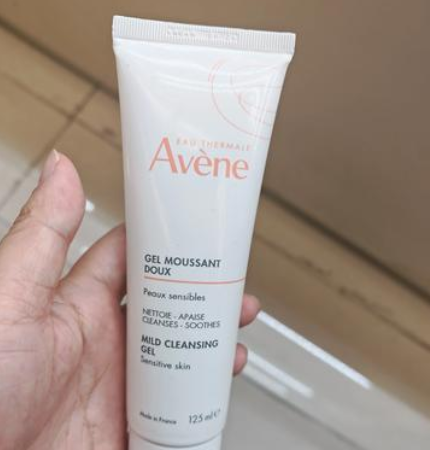 EAU THERMALE
Avène
GEL MOUSSANT
DOUX
Peaux sensibles
NETTOIE - APAISE
CLEANSES - SOOTHES
MILD CLEANSING
GEL
Sensitive skin
Made in France 125 ml e